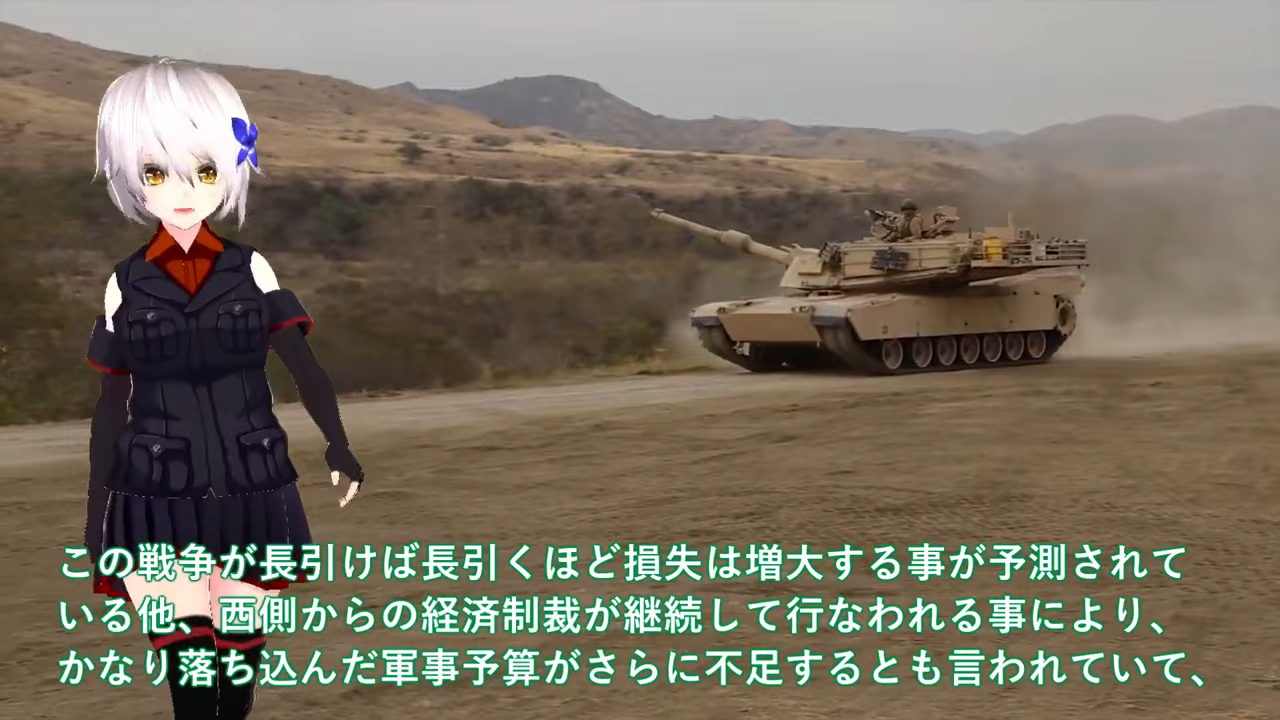 この戦争が長引けば長引くほど損失は増大する事が予測されて
いる他、西側からの経済制裁が継続して行なわれる事により、
かなり落ち込んだ軍事予算がさらに不足するとも言われていて、